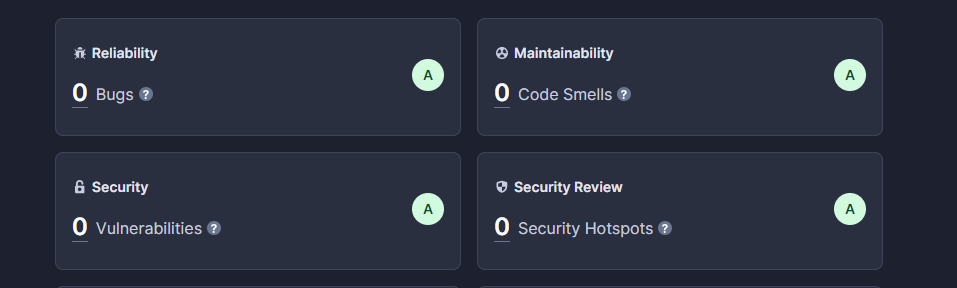 Reliability
0 Bugs ?
A
Maintainability
0 Code Smells ?
A
Security
0 Vulnerabilities ?
A
Security Review
0 Security Hotspots ?
A